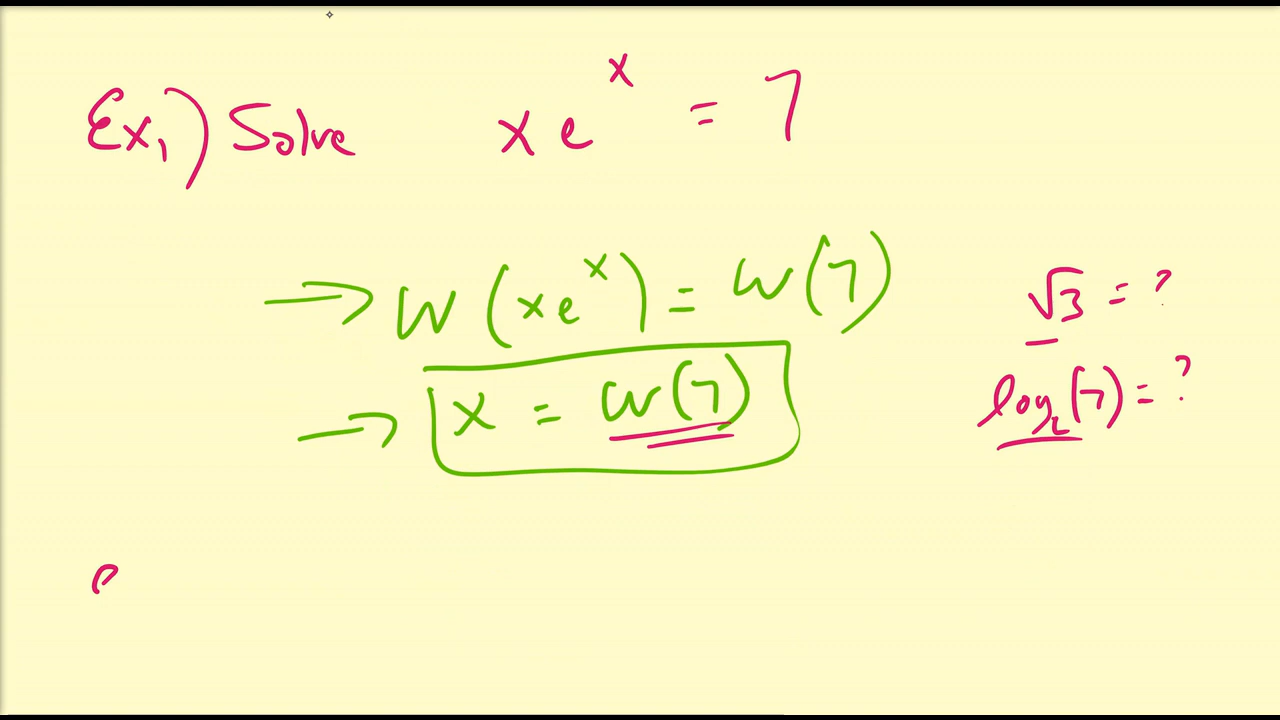 Ex1) Solve xe^x = 7
→ W(xe^x) = W(7)
√3 = ?
→ x = W(7)
log₂(7) = ?